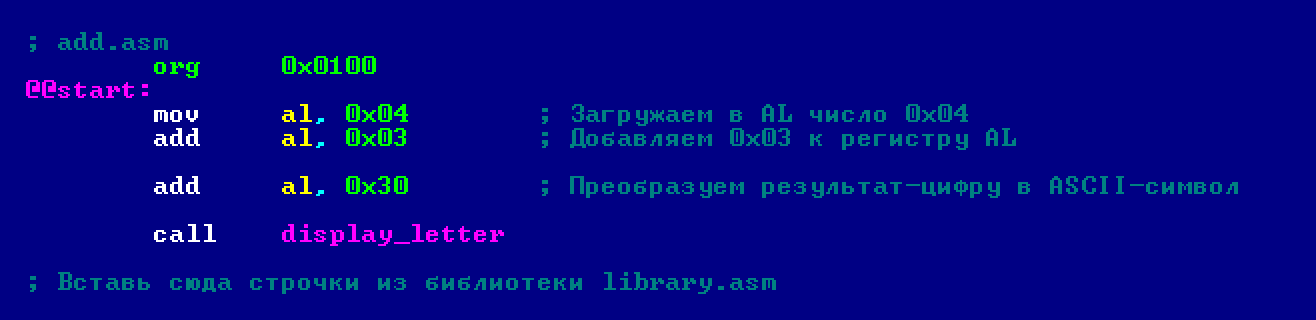 ; add.asm
org 0x0100
@@start:
mov al, 0x04 ; Загружаем в AL число 0x04
add al, 0x03 ; Добавляем 0x03 к регистру AL
add al, 0x30 ; Преобразуем результат-цифру в ASCII-символ
call display_letter
; Вставь сюда строчки из библиотеки library.asm